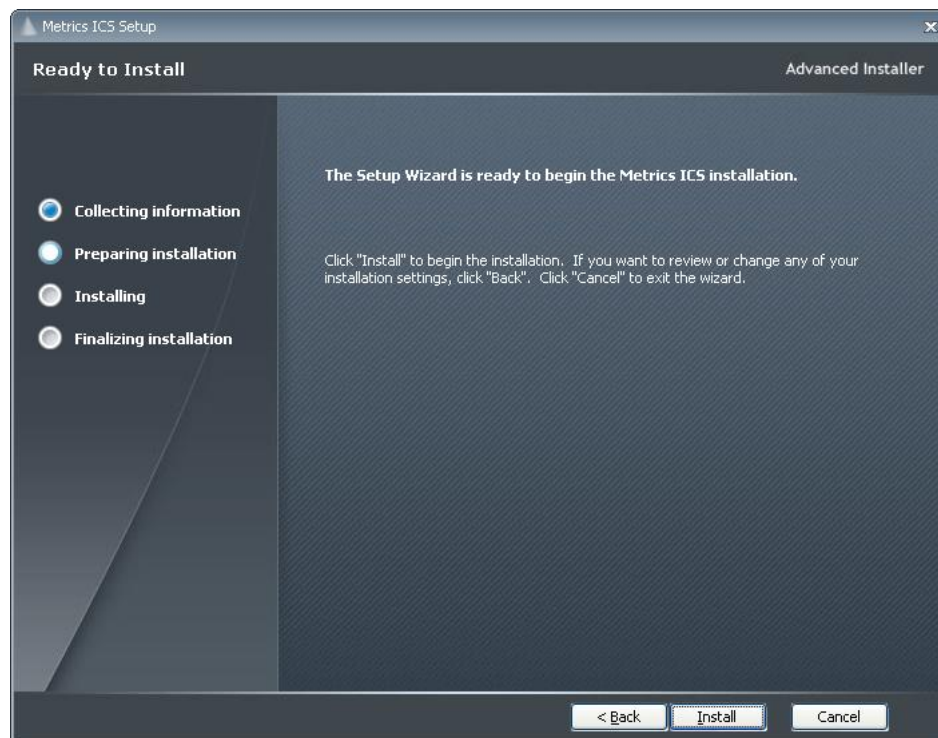 Metrics ICS Setup
Ready to Install
Advanced Installer
The Setup Wizard is ready to begin the Metrics ICS installation.
Collecting information
Preparing installation
Installing
Finalizing installation
Click "Install" to begin the installation. If you want to review or change any of your
installation settings, click "Back". Click "Cancel" to exit the wizard.
< Back
Install
Cancel